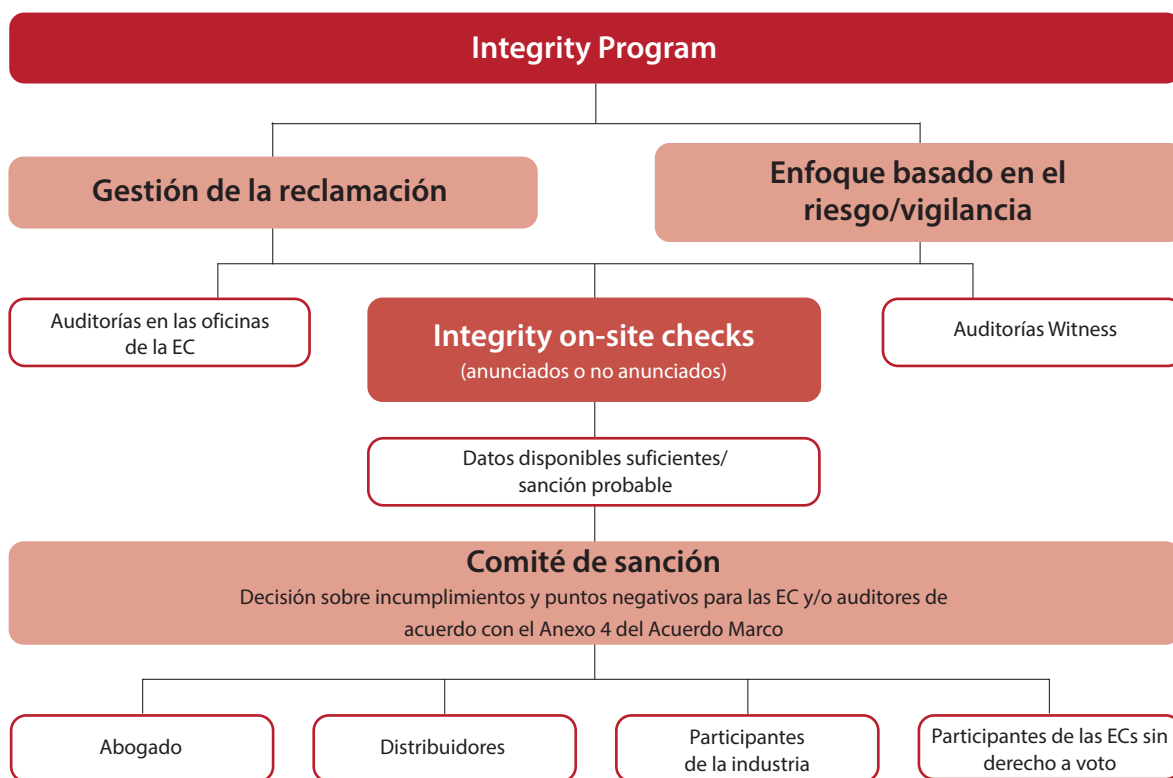 Integrity Program
Gestión de la reclamación
Enfoque basado en el
riesgo/vigilancia
Auditorías en las oficinas
de la EC
Integrity on-site checks
(anunciados o no anunciados)
Auditorías Witness
Datos disponibles suficientes/
sanción probable
Comité de sanción
Decisión sobre incumplimientos y puntos negativos para las EC y/o auditores de
acuerdo con el Anexo 4 del Acuerdo Marco
Abogado
Distribuidores
Participantes
de la industria
Participantes de las ECs sin
derecho a voto